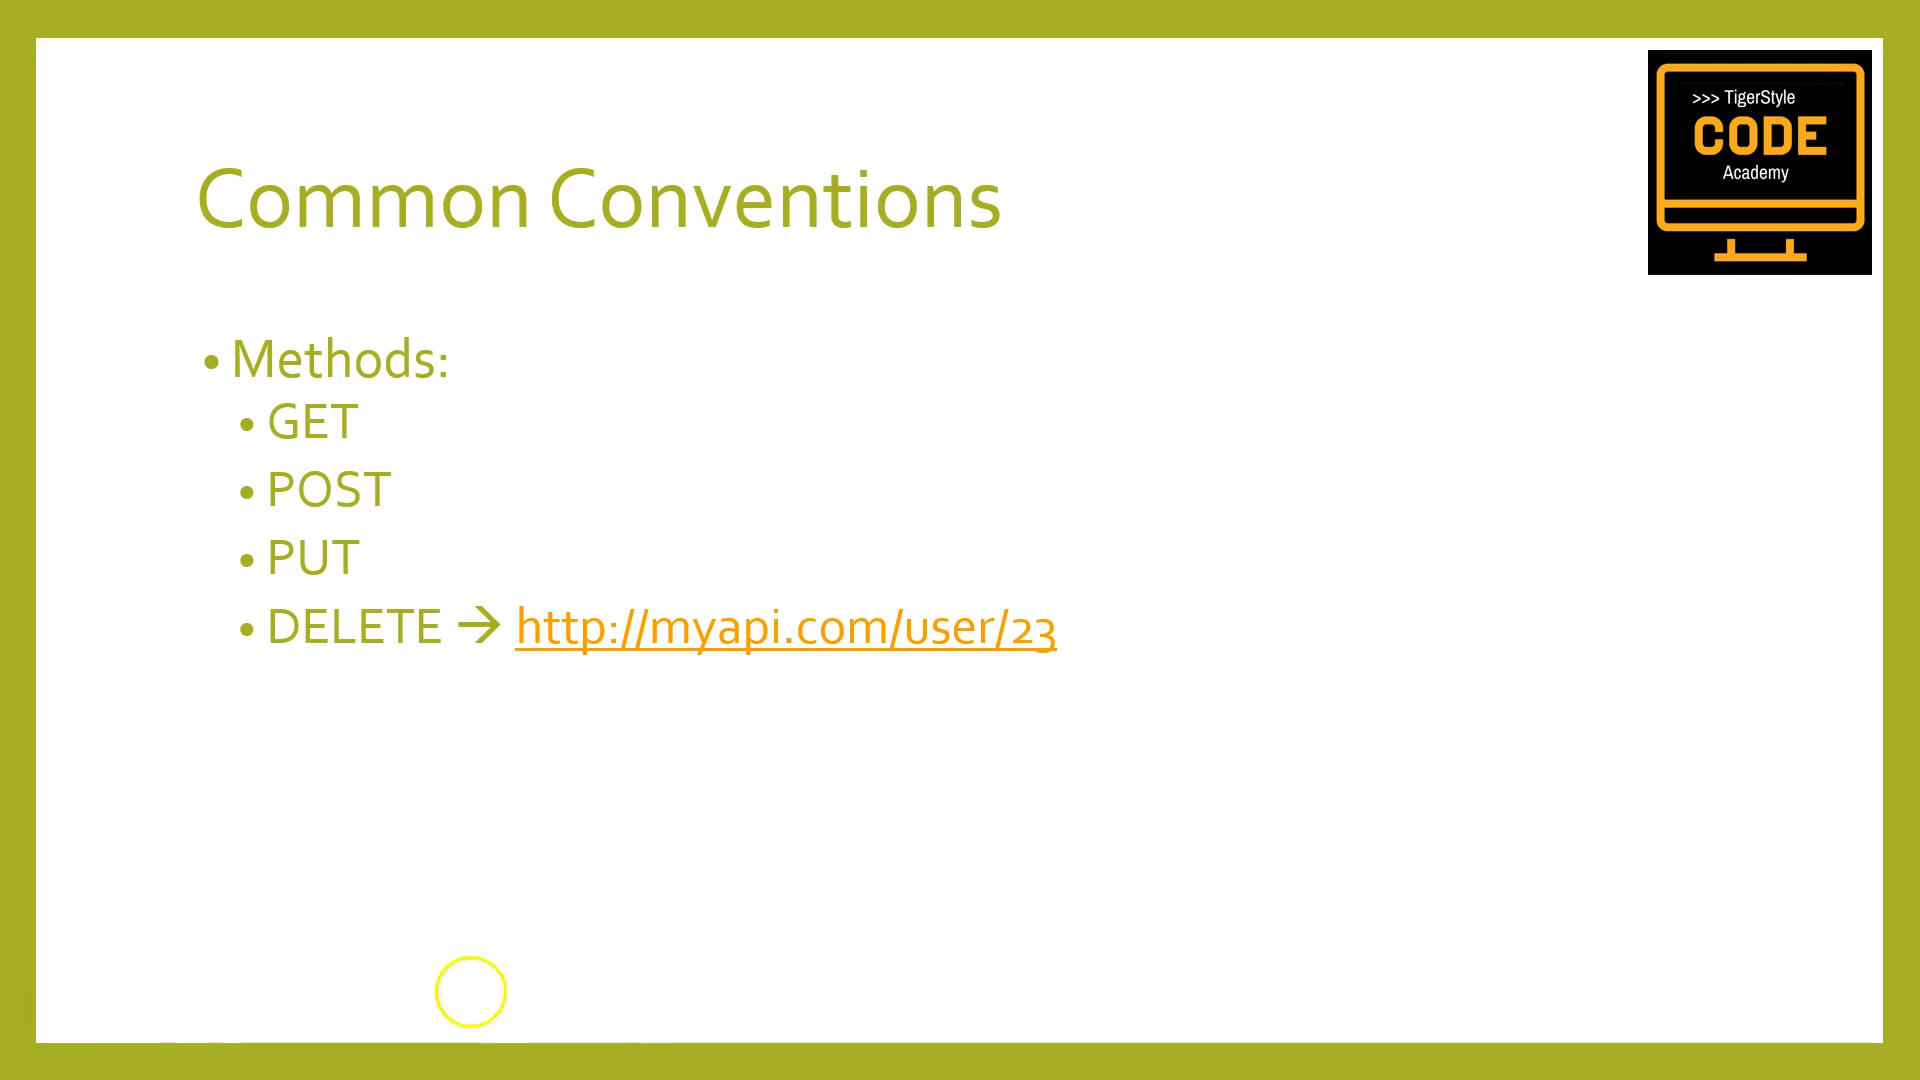 >>> TigerStyle
CODE
Academy
Common Conventions
• Methods:
• GET
• POST
• PUT
• DELETE → http://myapi.com/user/23